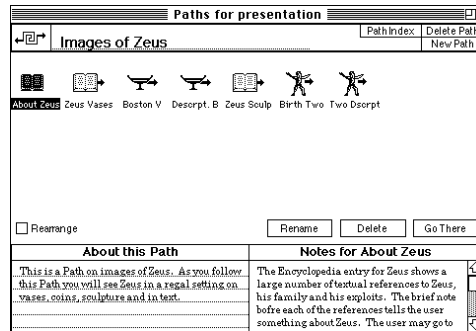 Paths for presentation
Images of Zeus
Path Index
Delete Path
New Path
About Zeus
Zeus Vases
Boston V
Descrpt. B
Zeus Sculp
Birth Two
Two Dscrpt
Rearrange
Rename
Delete
Go There
About this Path
This is a Path on images of Zeus. As you follow
this Path you will see Zeus in a regal setting on
vases, coins, sculpture and in text.
Notes for About Zeus
The Encyclopedia entry for Zeus shows a
large number of textual references to Zeus,
his family and his exploits. The brief note
bofre each of the references tells the user
something about Zeus. The user may go to